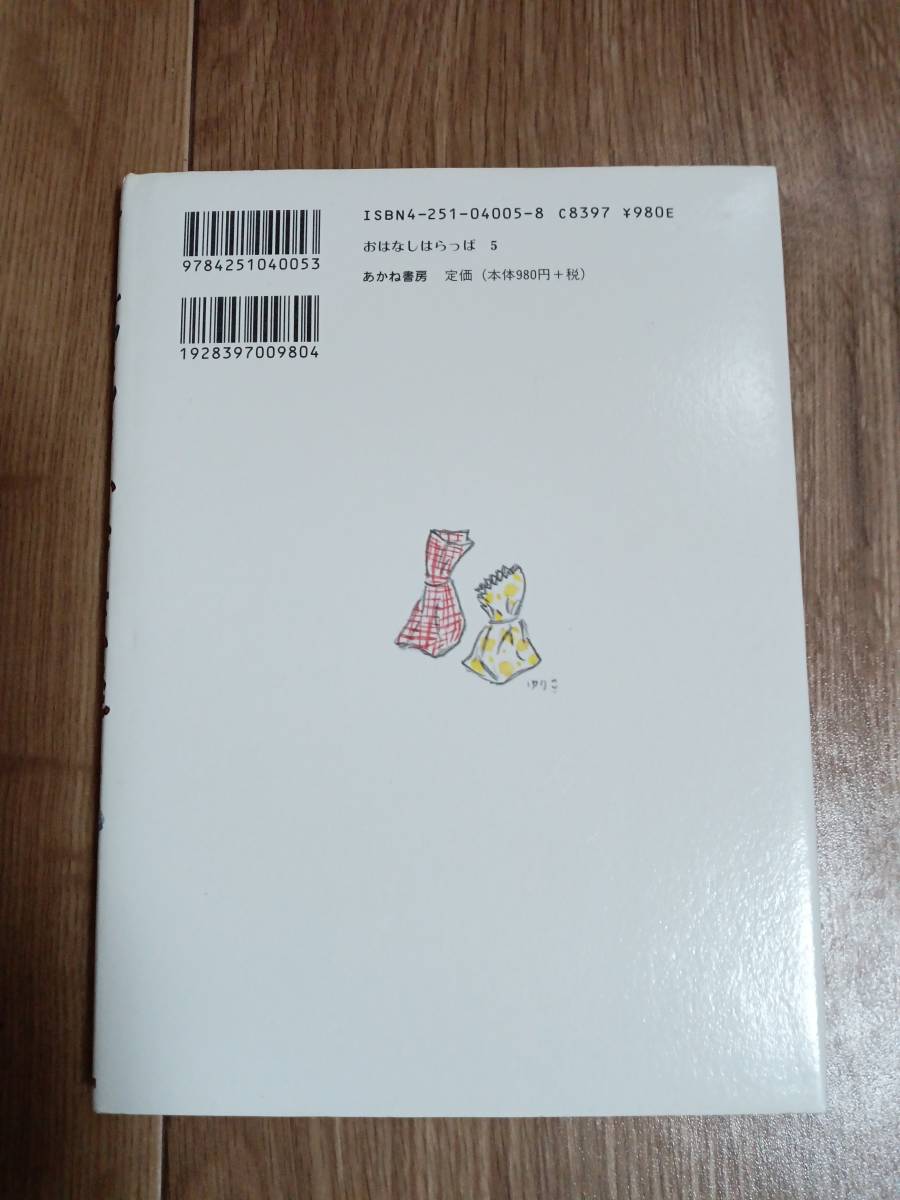 9784251040053
1928397009804
ISBN4-251-04005-8 C8397 ¥980E
おはなしはらっぱ 5
あかね書房 定価（本体980円＋税）
ゆりこ